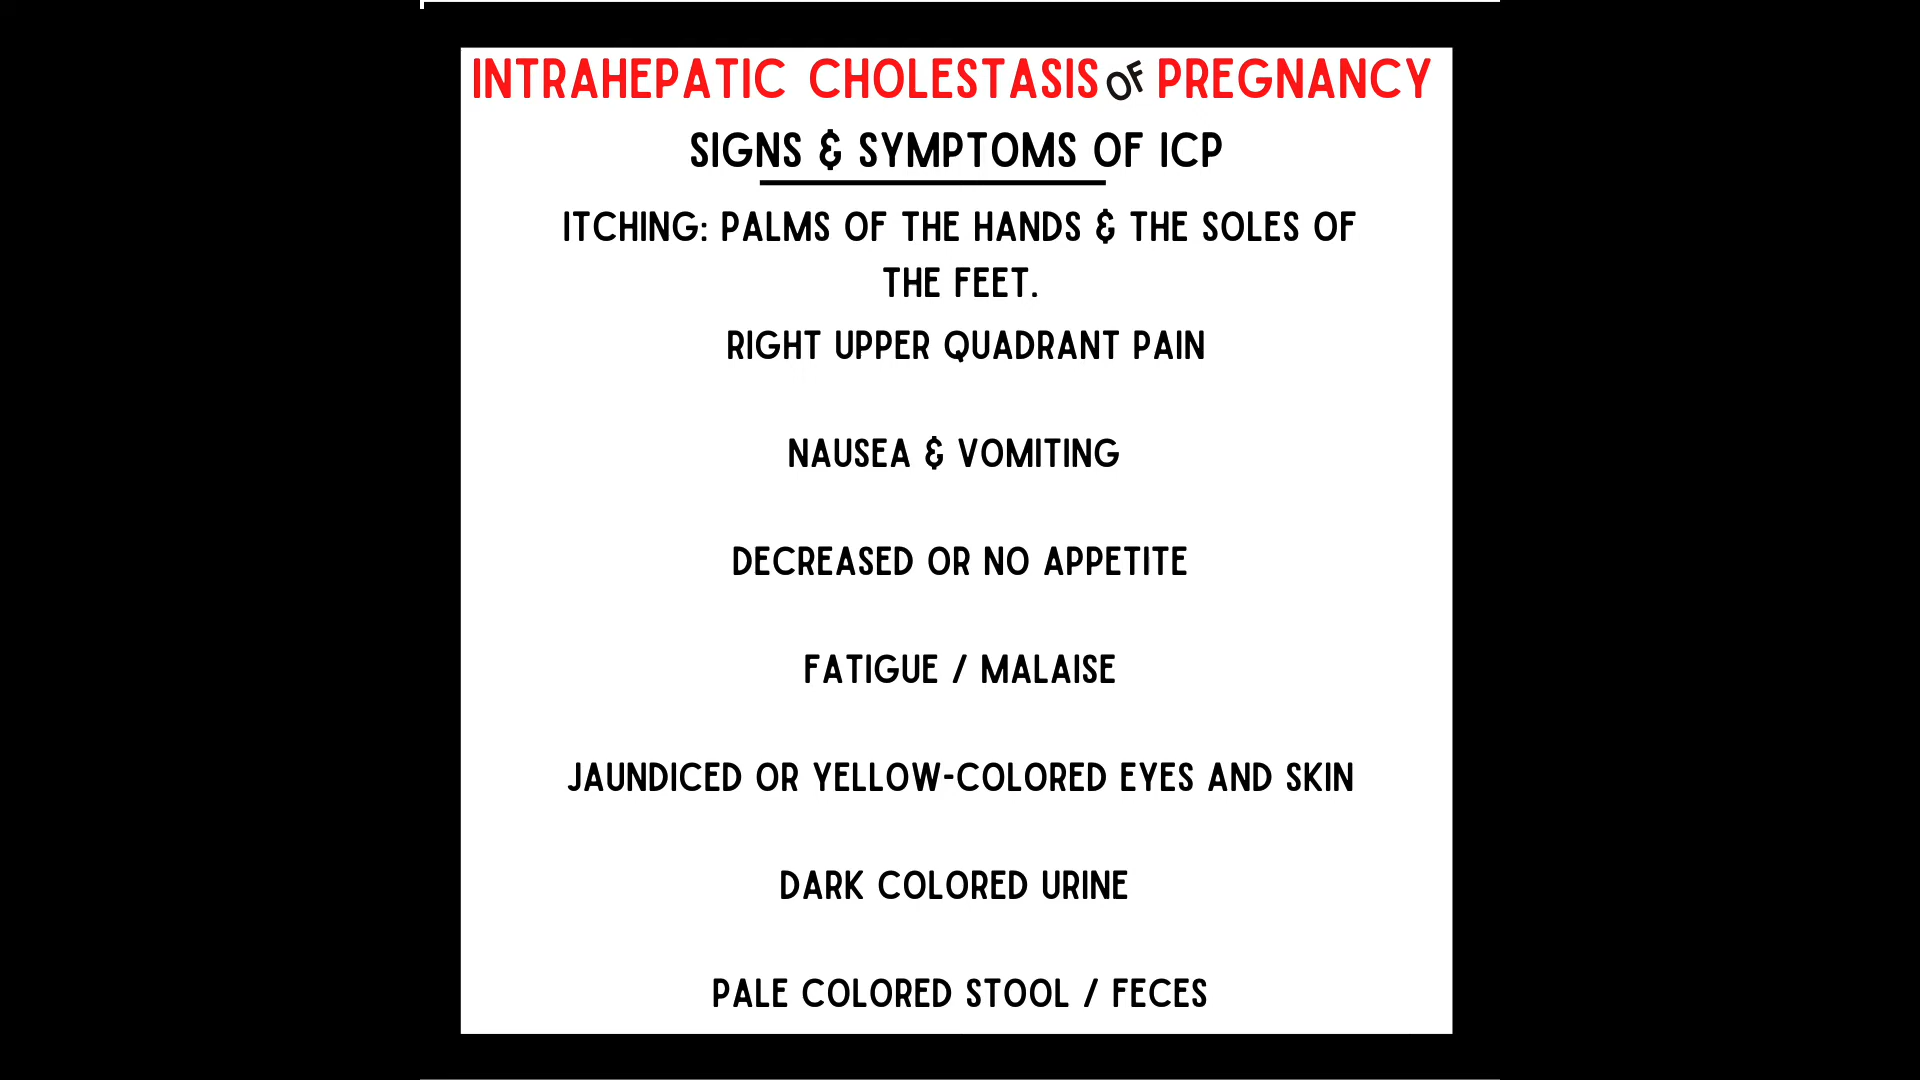 INTRAHEPATIC CHOLESTASIS OF PREGNANCY
SIGNS & SYMPTOMS OF ICP
ITCHING: PALMS OF THE HANDS & THE SOLES OF
THE FEET.
RIGHT UPPER QUADRANT PAIN
NAUSEA & VOMITING
DECREASED OR NO APPETITE
FATIGUE / MALAISE
JAUNDICED OR YELLOW-COLORED EYES AND SKIN
DARK COLORED URINE
PALE COLORED STOOL / FECES